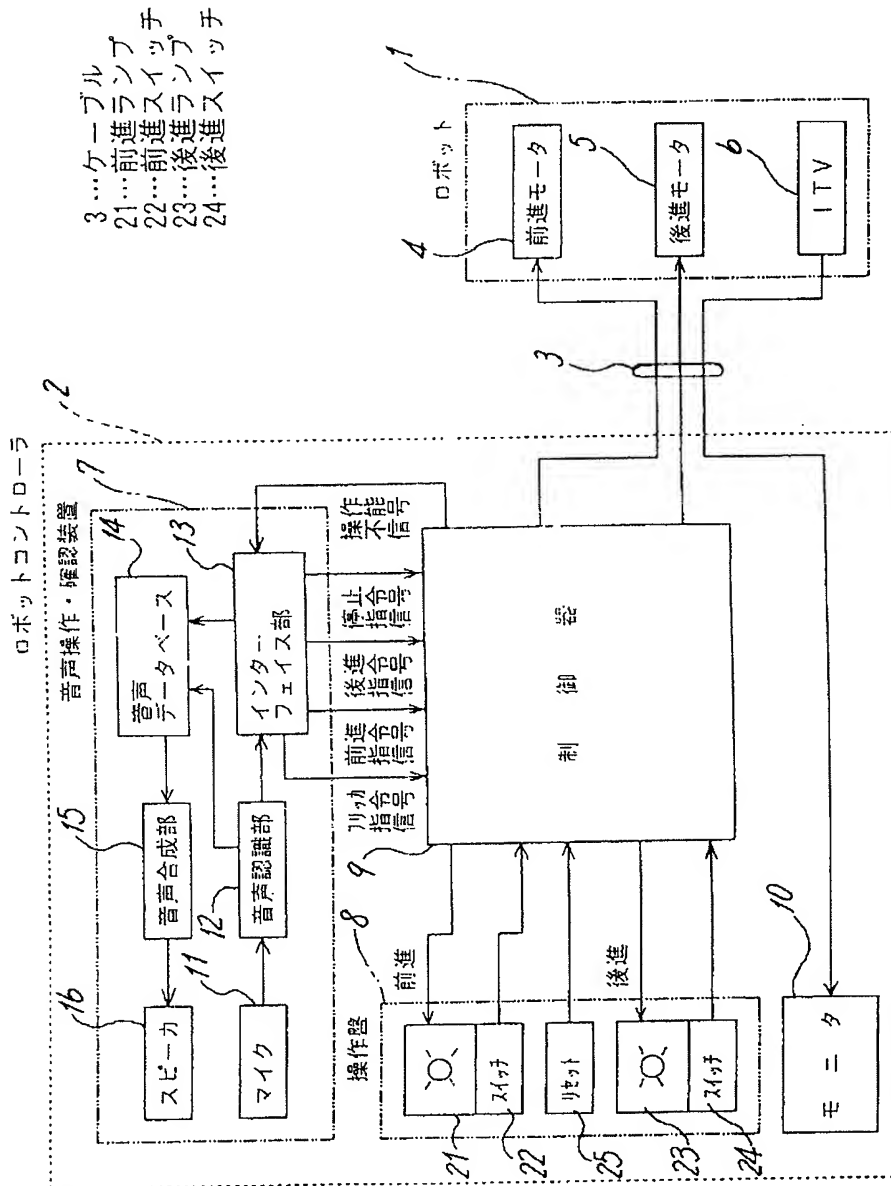 3…ケーブル
21…前進ランプ
22…前進スイッチ
23…後進ランプ
24…後進スイッチ
ロボットコントローラ
2
音声操作・確認装置
7
16
スピーカ
15
音声合成部
14
音声
データベース
11
マイク
12
音声認識部
13
インター
フェイス部
フリッカ
指令
信号
前進
指令
信号
後進
指令
信号
停止
指令
信号
操作
不能
信号
9
制御器
8
操作啓
前進
21
スイッチ
22
リセット
25
後進
23
スイッチ
24
10
モニタ
3
ロボット
1
4
前進モータ
5
後進モータ
6
ITV